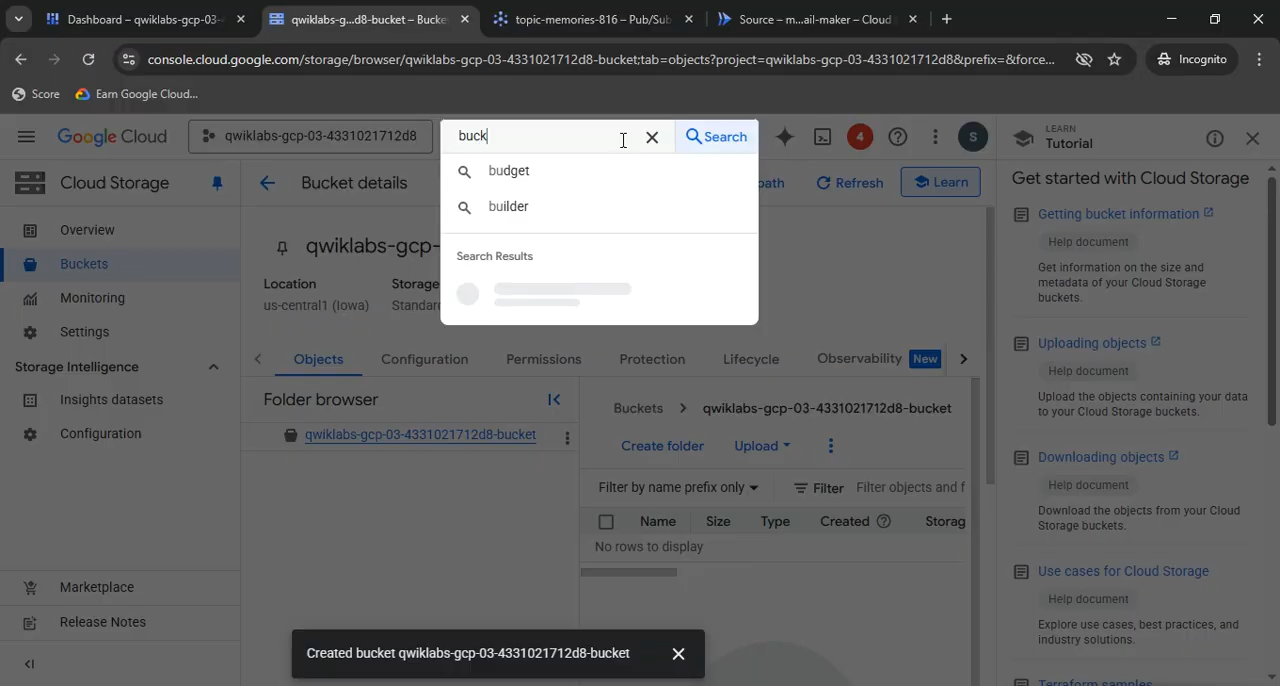 Dashboard – qwiklabs-gcp-03-
qwiklabs-g...d8-bucket – Bucke
topic-memories-816 – Pub/Sub
Source – m...ail-maker – Cloud
console.cloud.google.com/storage/browser/qwiklabs-gcp-03-4331021712d8-bucket;tab=objects?project=qwiklabs-gcp-03-4331021712d8&prefix=&force...
Incognito
Score
Earn Google Cloud...
Google Cloud
qwiklabs-gcp-03-4331021712d8
buck
Search
4
S
LEARN
Tutorial
budget
builder
Search Results
Cloud Storage
Bucket details
path
Refresh
Learn
Get started with Cloud Storage
Overview
Buckets
Monitoring
Settings
Storage Intelligence
Insights datasets
Configuration
Marketplace
Release Notes
qwiklabs-gcp-
Location
Storage
us-central1 (Iowa)
Standar
Objects
Configuration
Permissions
Protection
Lifecycle
Observability
New
Folder browser
qwiklabs-gcp-03-4331021712d8-bucket
Buckets
qwiklabs-gcp-03-4331021712d8-bucket
Create folder
Upload
Filter by name prefix only
Filter
Filter objects and f
Name
Size
Type
Created
Storag
No rows to display
Created bucket qwiklabs-gcp-03-4331021712d8-bucket
Getting bucket information
Help document
Get information on the size and
metadata of your Cloud Storage
buckets.
Uploading objects
Help document
Upload the objects containing your data
to your Cloud Storage buckets.
Downloading objects
Help document
Download the objects from your Cloud
Storage buckets.
Use cases for Cloud Storage
Help document
Explore use cases, best practices, and
industry solutions.
Terraform samples